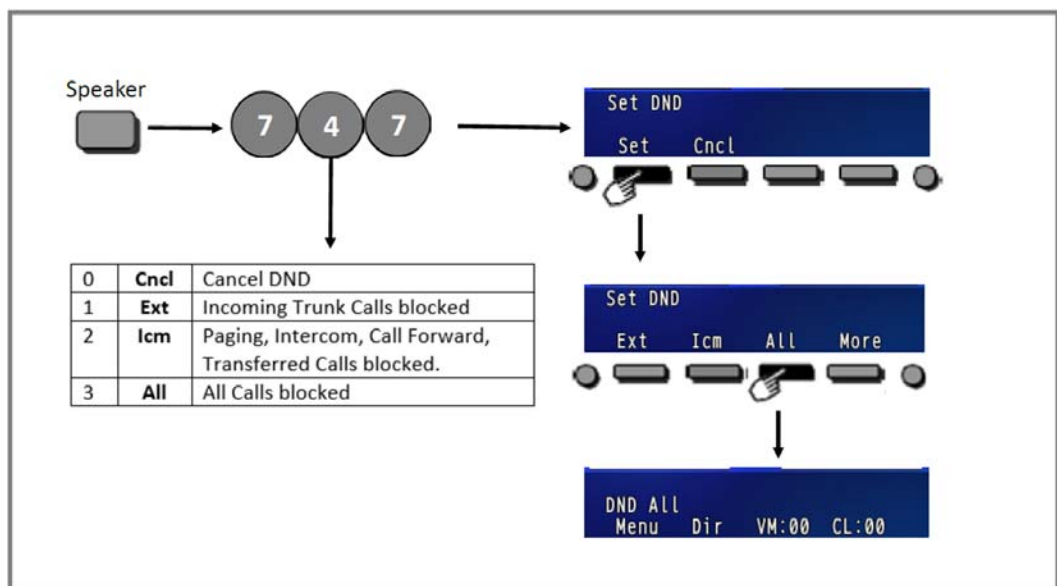 Speaker
7 4 7
Set DND
Set Cncl
0 Cncl Cancel DND
1 Ext Incoming Trunk Calls blocked
2 Icm Paging, Intercom, Call Forward,
Transferred Calls blocked.
3 All All Calls blocked
Set DND
Ext Icm All More
DND All
Menu Dir VM:00 CL:00